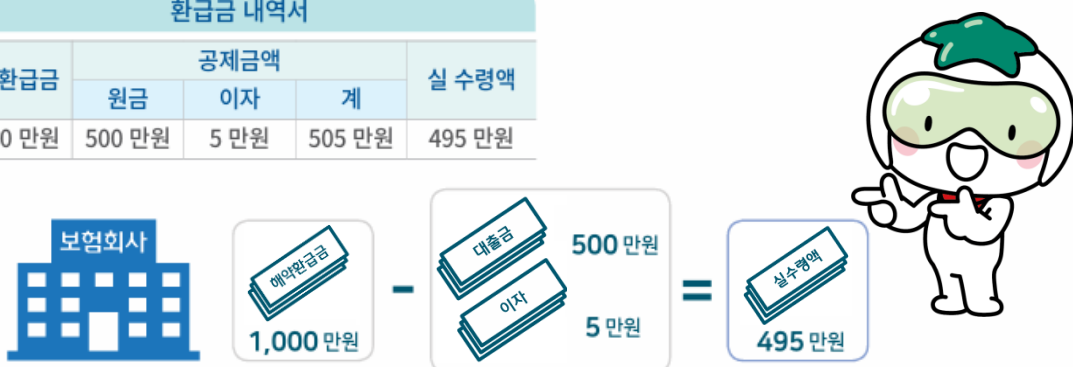 환급금 내역서
환급금
공제금액
실 수령액
원금
이자
계
0 만원
500 만원
5 만원
505 만원
495 만원
보험회사
해약환급금
1,000 만원
-
대출금
500 만원
이자
5 만원
=
실수령액
495 만원